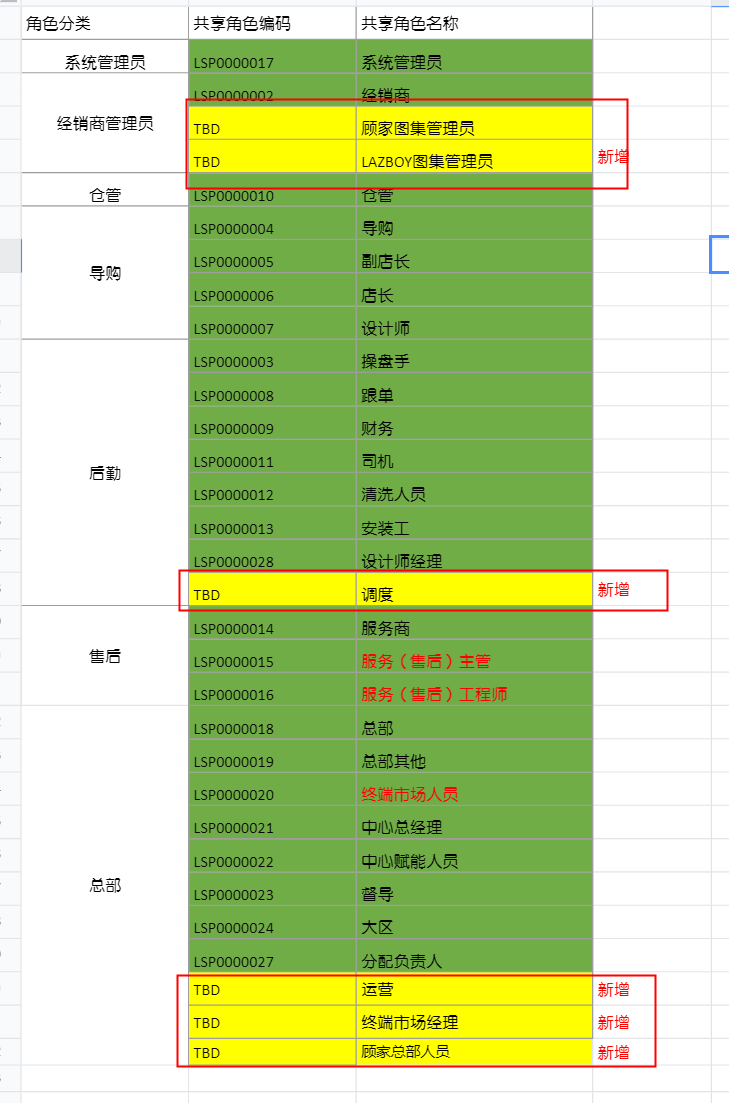 角色分类 共享角色编码 共享角色名称
系统管理员 LSP0000017 系统管理员
LSP0000002 经销商
经销商管理员 TBD 顾家图集管理员
TBD LAZBOY图集管理员 新增
仓管 LSP0000010 仓管
LSP0000004 导购
LSP0000005 副店长
导购
LSP0000006 店长
LSP0000007 设计师
LSP0000003 操盘手
LSP0000008 跟单
LSP0000009 财务
LSP0000011 司机
后勤
LSP0000012 清洗人员
LSP0000013 安装工
LSP0000028 设计师经理
TBD 调度 新增
LSP0000014 服务商
售后 LSP0000015 服务（售后）主管
LSP0000016 服务（售后）工程师
LSP0000018 总部
LSP0000019 总部其他
LSP0000020 终端市场人员
LSP0000021 中心总经理
LSP0000022 中心赋能人员
总部 LSP0000023 督导
LSP0000024 大区
LSP0000027 分配负责人
TBD 运营 新增
TBD 终端市场经理 新增
TBD 顾家总部人员 新增